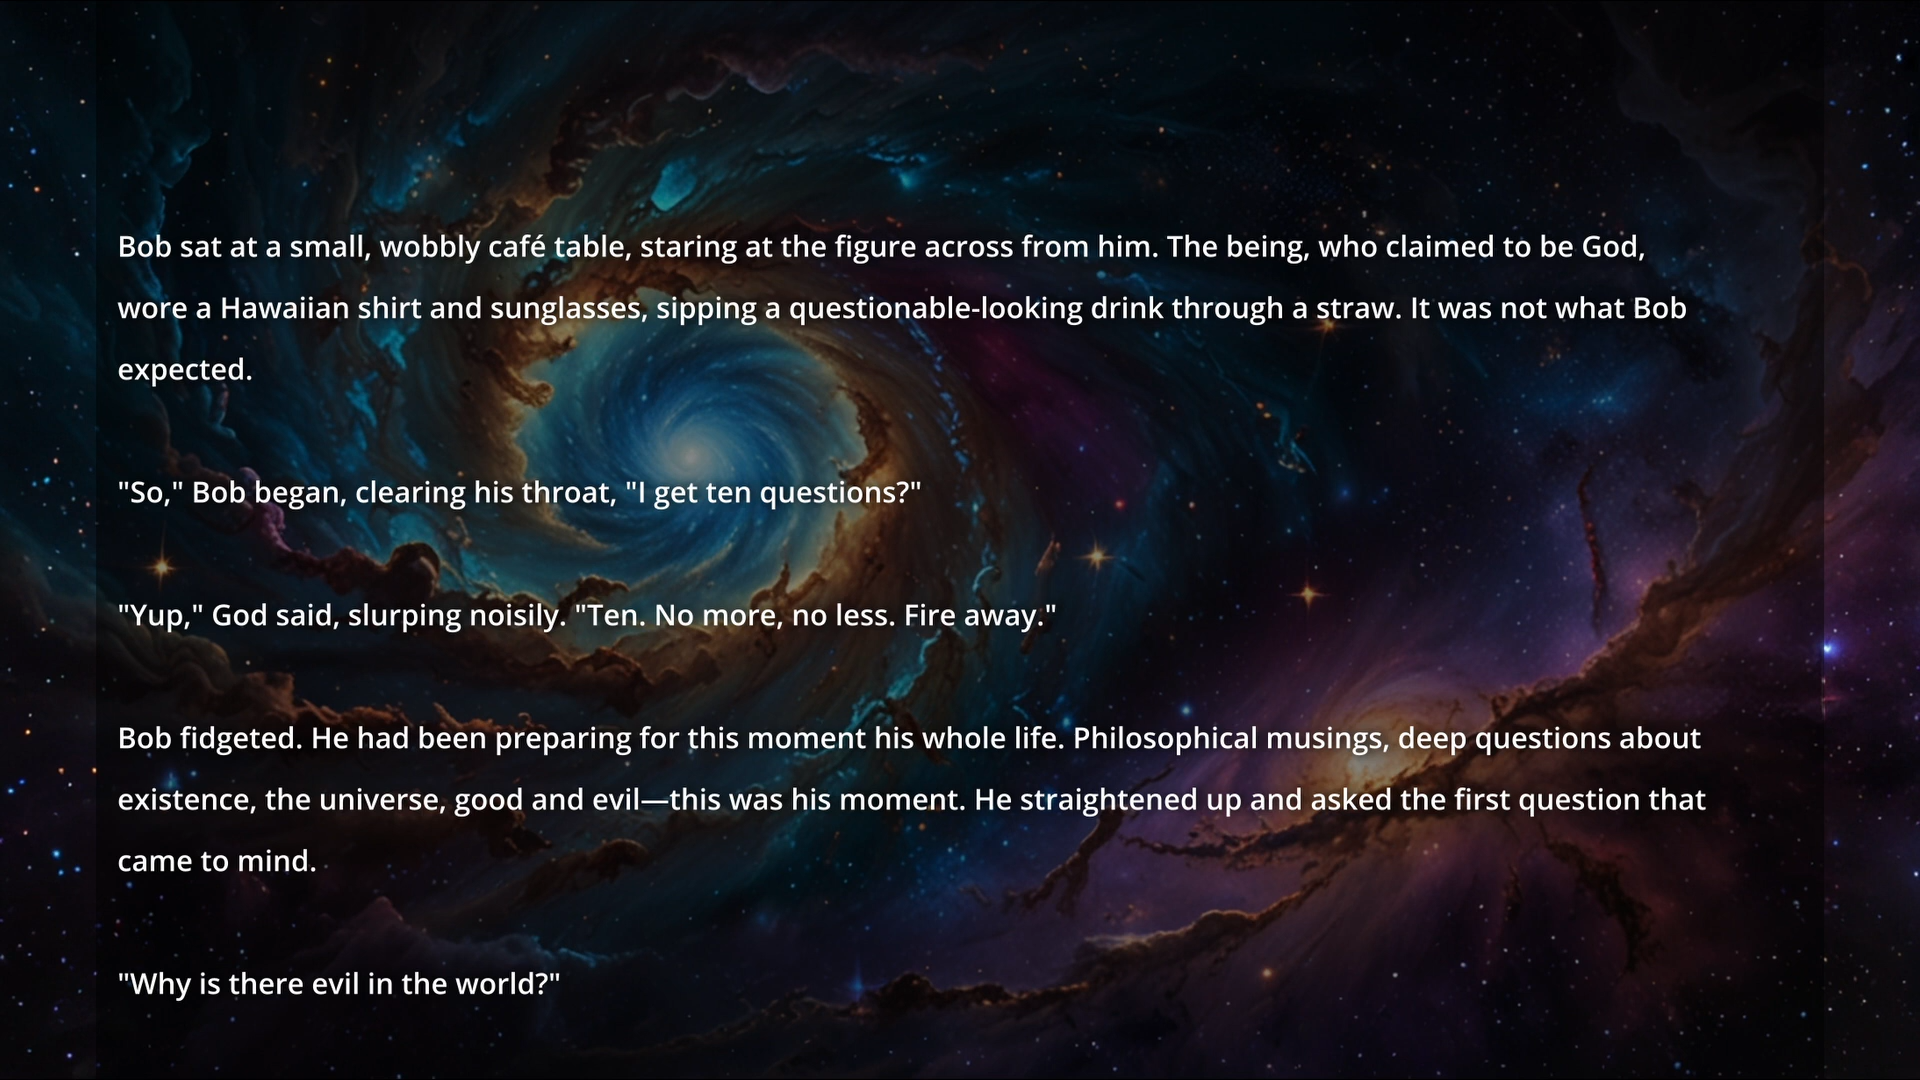 Bob sat at a small, wobbly café table, staring at the figure across from him. The being, who claimed to be God,
wore a Hawaiian shirt and sunglasses, sipping a questionable-looking drink through a straw. It was not what Bob
expected.
"So," Bob began, clearing his throat, "I get ten questions?"
"Yup," God said, slurping noisily. "Ten. No more, no less. Fire away."
Bob fidgeted. He had been preparing for this moment his whole life. Philosophical musings, deep questions about
existence, the universe, good and evil—this was his moment. He straightened up and asked the first question that
came to mind.
"Why is there evil in the world?"